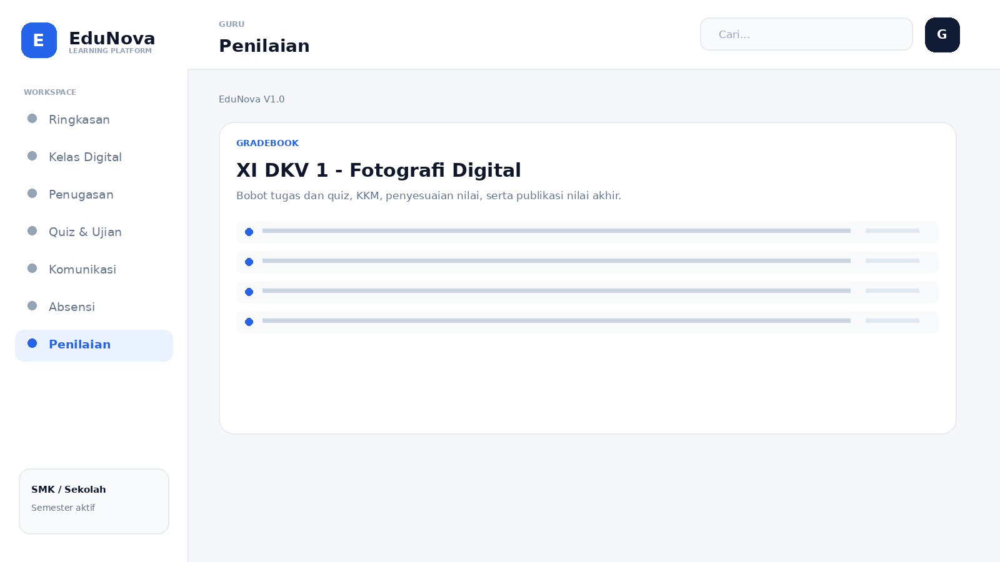 E
EduNova
LEARNING PLATFORM
WORKSPACE
Ringkasan
Kelas Digital
Penugasan
Quiz & Ujian
Komunikasi
Absensi
Penilaian
SMK / Sekolah
Semester aktif
GURU
Penilaian
Cari...
G
EduNova V1.0
GRADEBOOK
XI DKV 1 - Fotografi Digital
Bobot tugas dan quiz, KKM, penyesuaian nilai, serta publikasi nilai akhir.